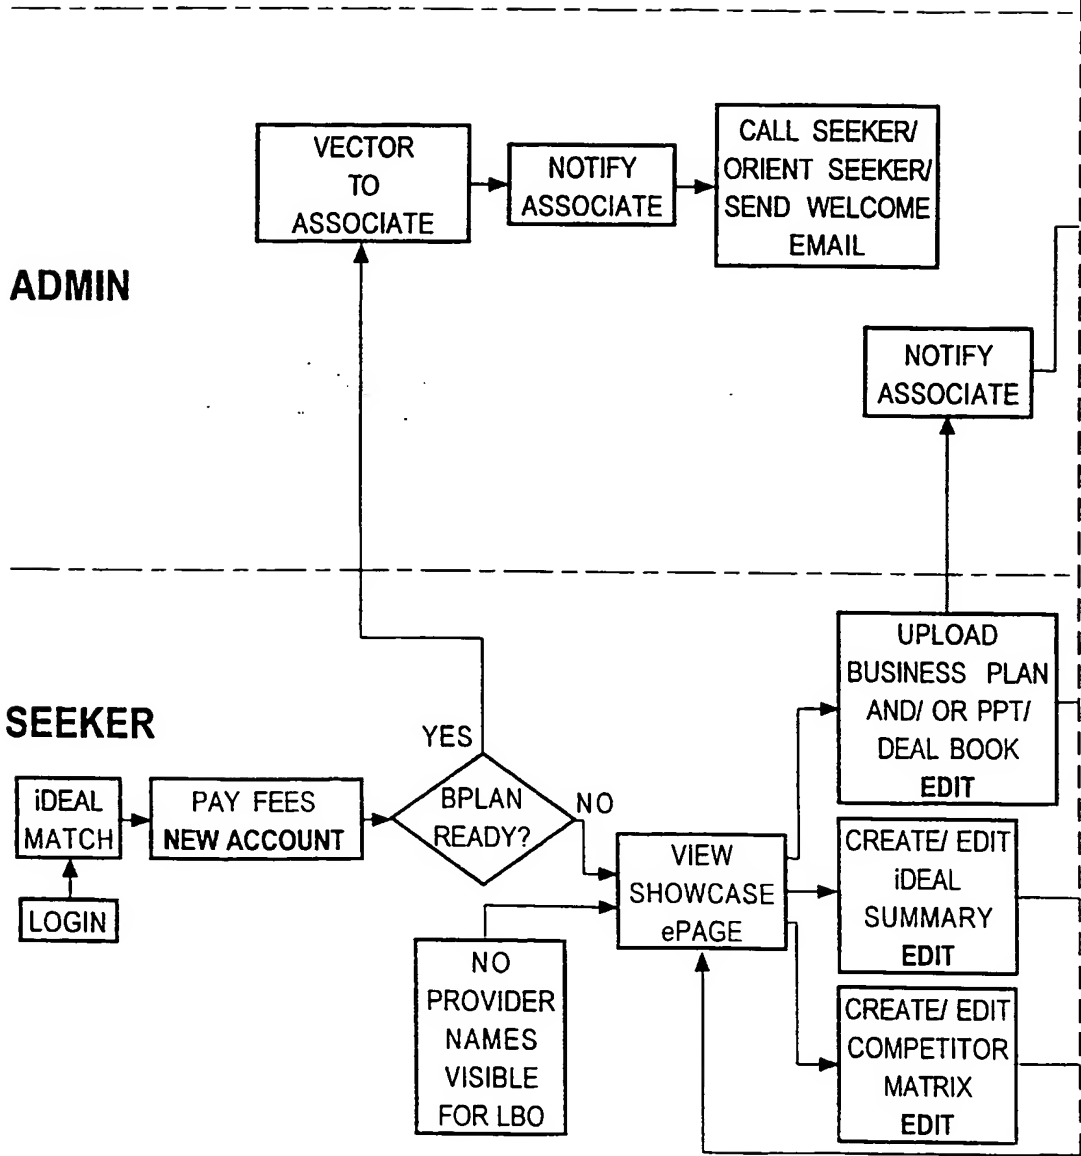 VECTOR
TO
ASSOCIATE
NOTIFY
ASSOCIATE
CALL SEEKER/
ORIENT SEEKER/
SEND WELCOME
EMAIL
ADMIN
NOTIFY
ASSOCIATE
SEEKER
iDEAL
MATCH
LOGIN
PAY FEES
NEW ACCOUNT
BPLAN
READY?
YES
NO
NO
PROVIDER
NAMES
VISIBLE
FOR LBO
VIEW
SHOWCASE
ePAGE
UPLOAD
BUSINESS PLAN
AND/ OR PPT/
DEAL BOOK
EDIT
CREATE/ EDIT
iDEAL
SUMMARY
EDIT
CREATE/ EDIT
COMPETITOR
MATRIX
EDIT